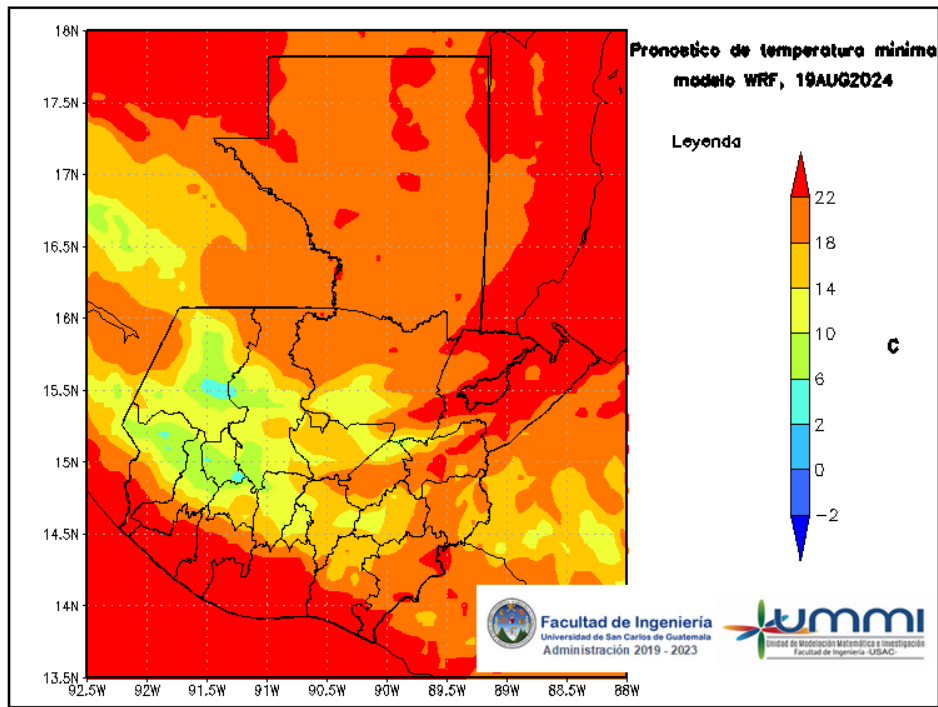 Pronostico de temperatura minima
modelo WRF, 19AUG2024
Leyenda
22
18
14
10
6
2
0
-2
C
18N
17.5N
17N
16.5N
16N
15.5N
15N
14.5N
14N
13.5N
92.5W
92W
91.5W
91W
90.5W
90W
89.5W
89W
88.5W
88W
Facultad de Ingeniería
Universidad de San Carlos de Guatemala
Administración 2019 - 2023
ummi
Unidad de Modelación Matemática e Investigación
Facultad de Ingeniería -USAC-